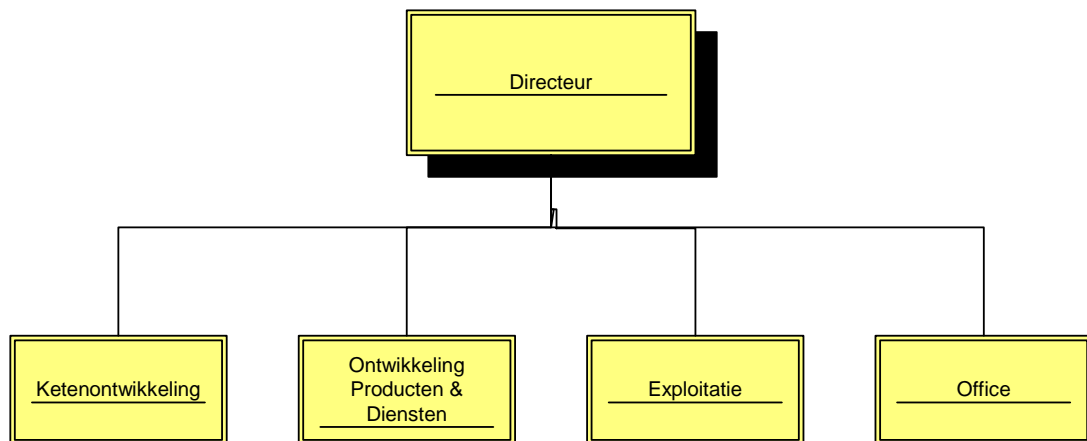 Directeur
Ketenontwikkeling
Ontwikkeling
Producten &
Diensten
Exploitatie
Office